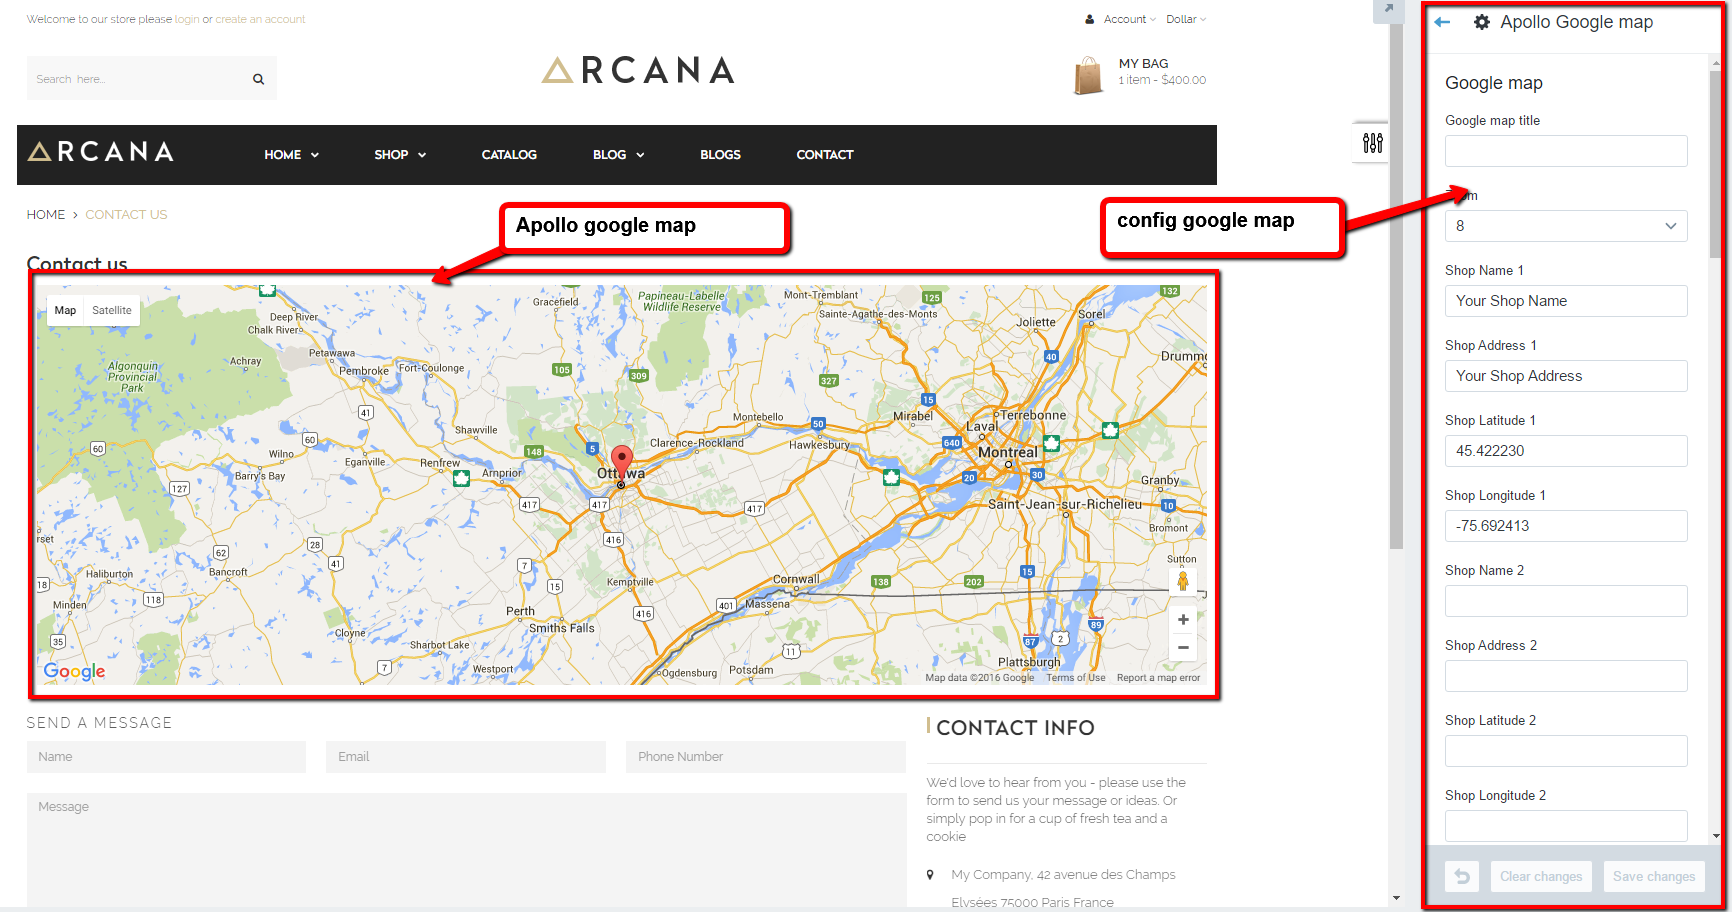 Welcome to our store please login or create an account
Account
Dollar
Search here...
ARCANA
MY BAG
1 item - $400.00
ARCANA
HOME
SHOP
CATALOG
BLOG
BLOGS
CONTACT
HOME > CONTACT US
Apollo google map
config google map
Contact us
Map
Satellite
Deep River
Chalk River
Petawawa
Achray
Algonquin
Provincial
Park
Pembroke
Fort-Coulonge
Gracefield
Papineau-Labelle
Wildlife Reserve
Mont-Tremblant
Sainte-Agathe-des-Monts
125
132
Joliette
Sorel
40
Drumm
105
309
327
15
Mirabel
Terrebonne
Laval
640
Montreal
41
Shawville
60
60
Wilno
Barry's Bay
Eganville
Renfrew
Arnprior
148
5
Ottawa
Clarence-Rockland
Montebello
50
Hawkesbury
20
30
Granby
Saint-Jean-sur-Richelieu
10
Bromont
127
417
417
417
416
62
28
41
Bancroft
Haliburton
18
Minden
118
35
7
15
Kemptville
416
Perth
Smiths Falls
Cloyne
Sharbot Lake
7
Westport
Cornwall
401
Massena
138
202
15
Sutton
11
Ogdensburg
Potsdam
87
2
89
Plattsburgh
rset
Google
Map data ©2016 Google
Terms of Use
Report a map error
SEND A MESSAGE
Name
Email
Phone Number
Message
CONTACT INFO
We'd love to hear from you - please use the
form to send us your message or ideas. Or
simply pop in for a cup of fresh tea and a
cookie
My Company, 42 avenue des Champs
Elysées 75000 Paris France
Apollo Google map
Google map
Google map title
8
Shop Name 1
Your Shop Name
Shop Address 1
Your Shop Address
Shop Latitude 1
45.422230
Shop Longitude 1
-75.692413
Shop Name 2
Shop Address 2
Shop Latitude 2
Shop Longitude 2
Clear changes
Save changes